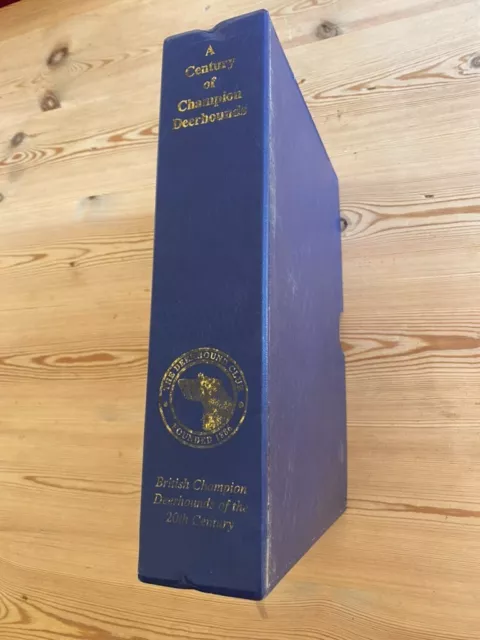 A
Century
of
Champion
Deerhounds
THE DEERHOUND CLUB
FOUNDED 1886
British Champion
Deerhounds of the
20th Century